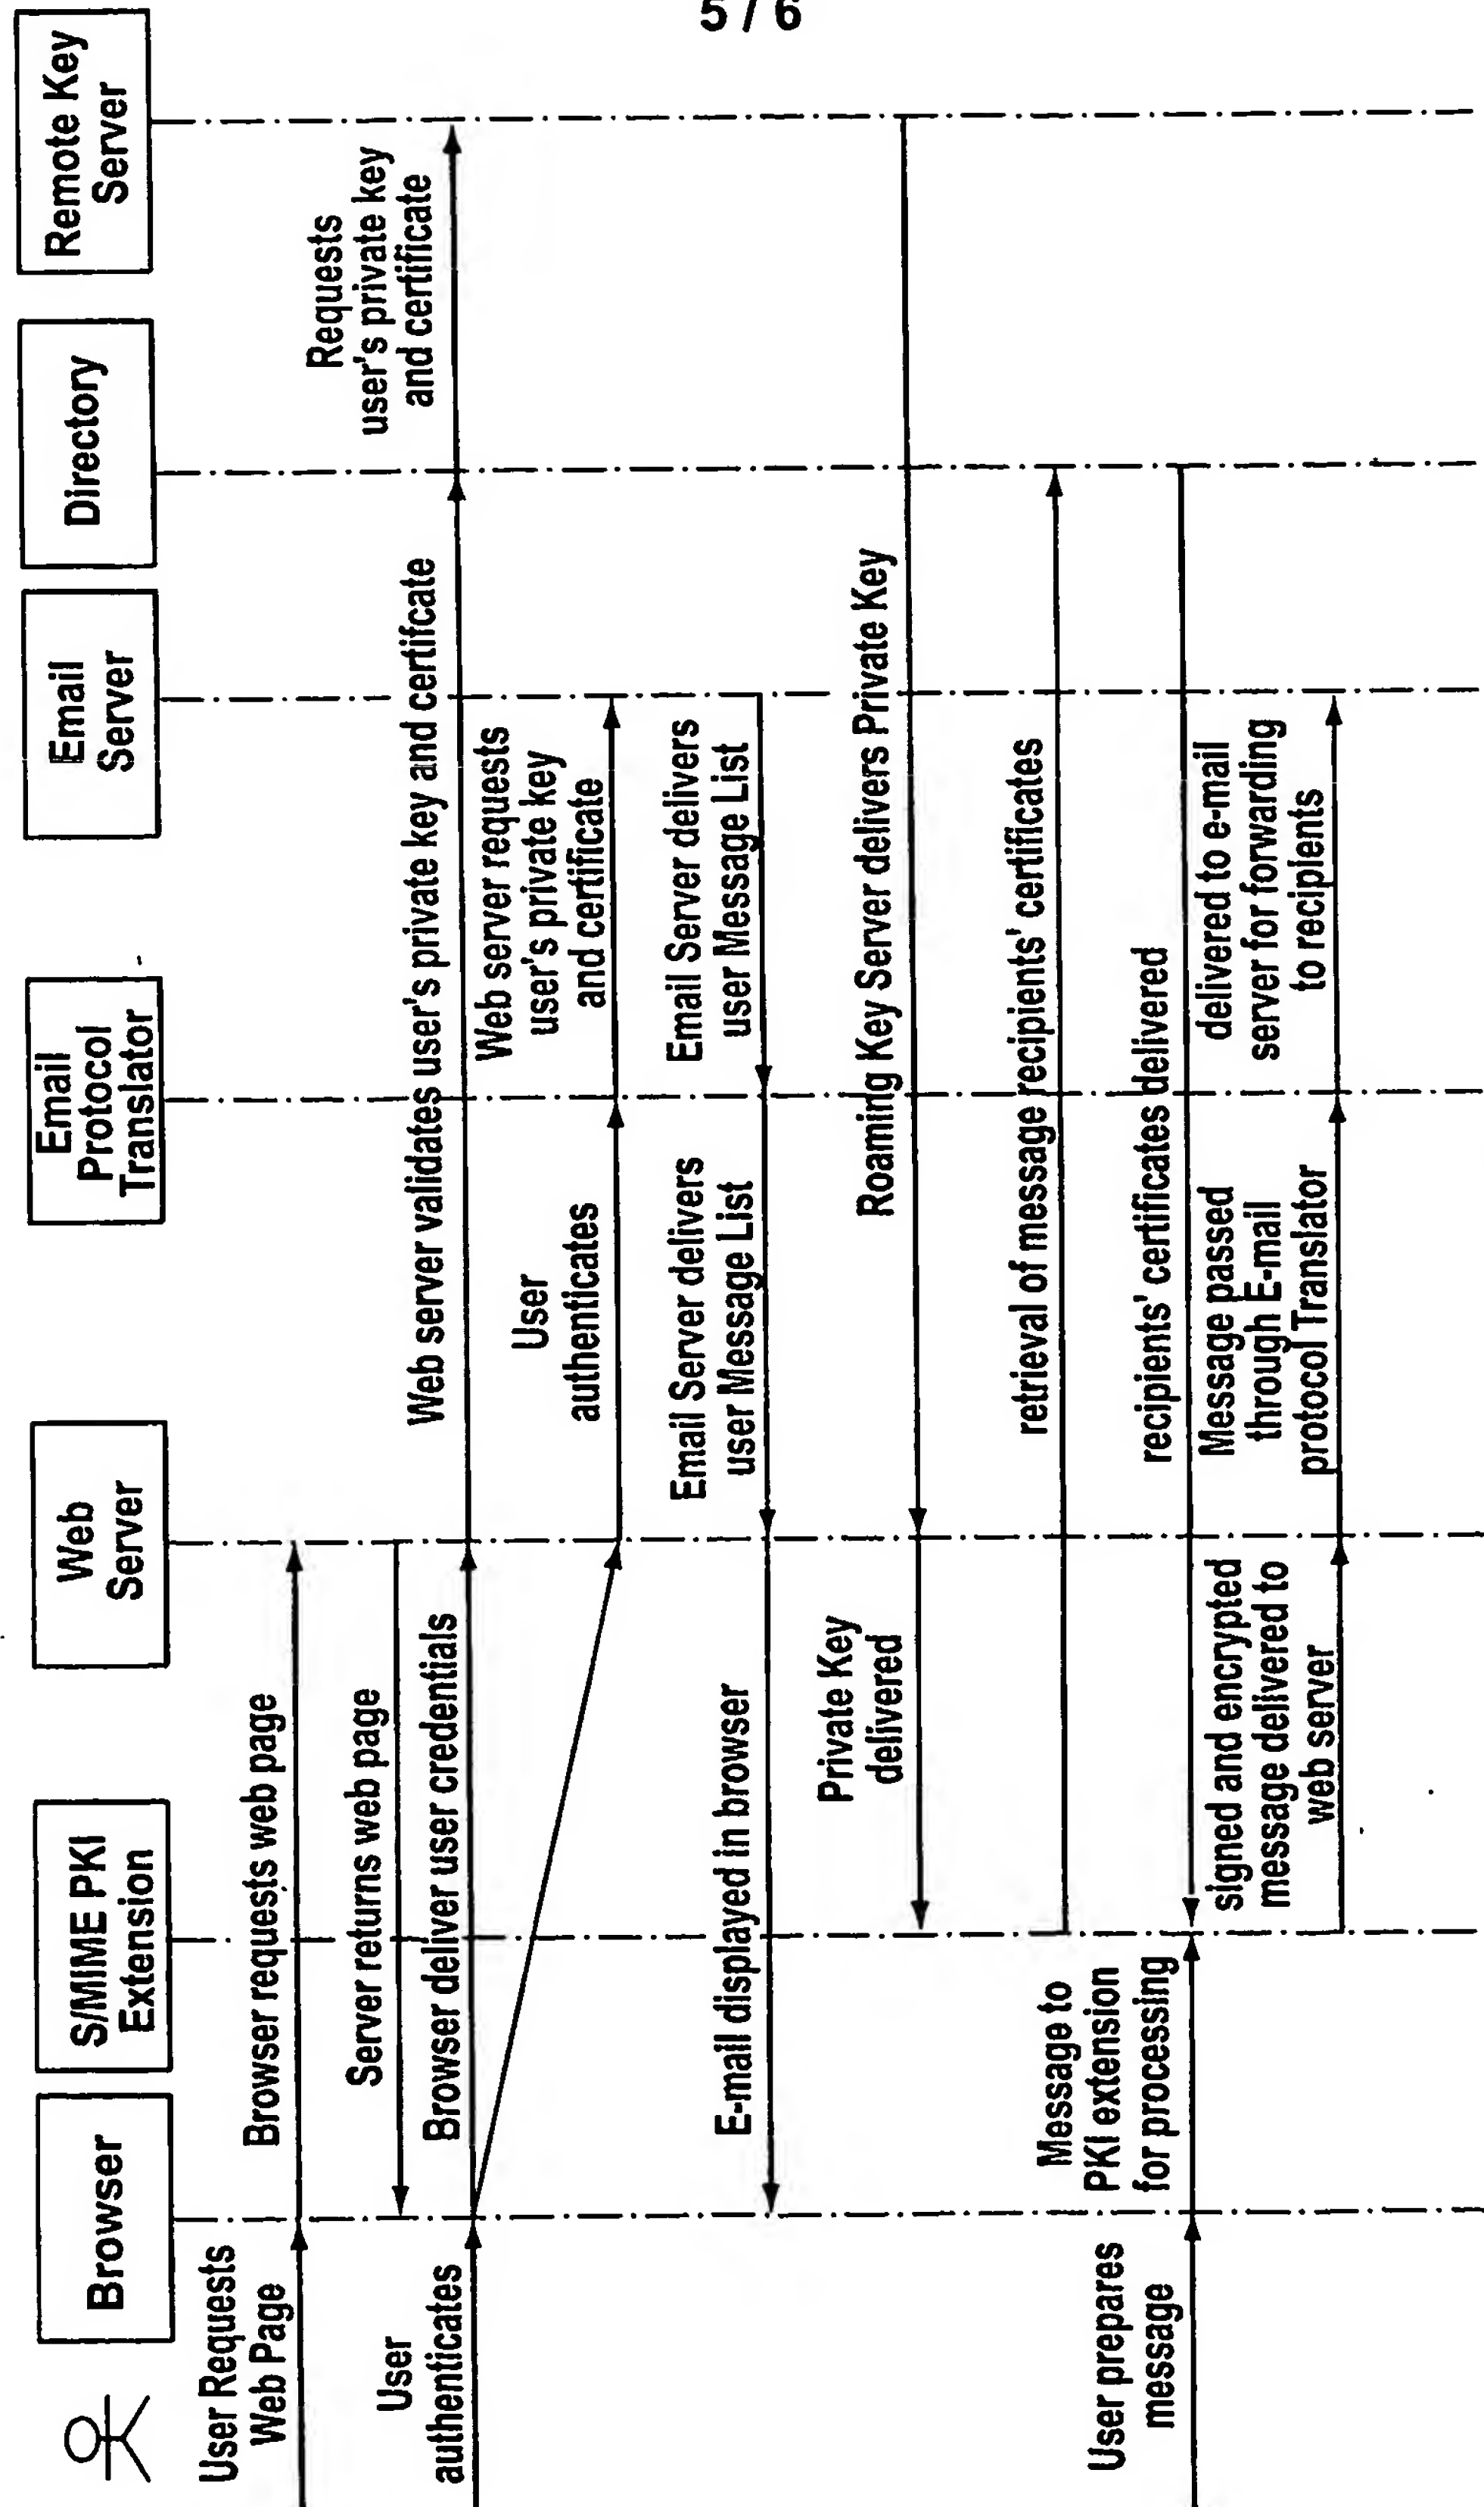 5 / 6
Browser
S/MIME PKI
Extension
Web
Server
Email
Protocol
Translator
Email
Server
Directory
Remote Key
Server
User Requests
Web Page
Browser requests web page
Server returns web page
User
authenticates
Browser deliver user credentials
Web server validates user's private key and certifcate
Requests
user's private key
and certificate
User
authenticates
Web server requests
user's private key
and certificate
E-mail displayed in browser
Email Server delivers
user Message List
Email Server delivers
user Message List
Private Key
delivered
Roaming Key Server delivers Private Key
retrieval of message recipients' certificates
User prepares
message
Message to
PKI extension
for processing
recipients' certificates delivered
signed and encrypted
message delivered to
web server
Message passed
through E-mail
protocol Translator
delivered to e-mail
server for forwarding
to recipients